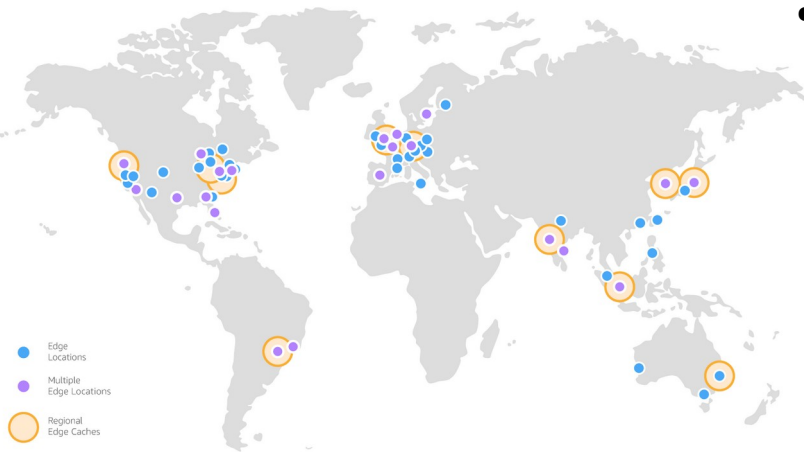 Edge
Locations
Multiple
Edge Locations
Regional
Edge Caches